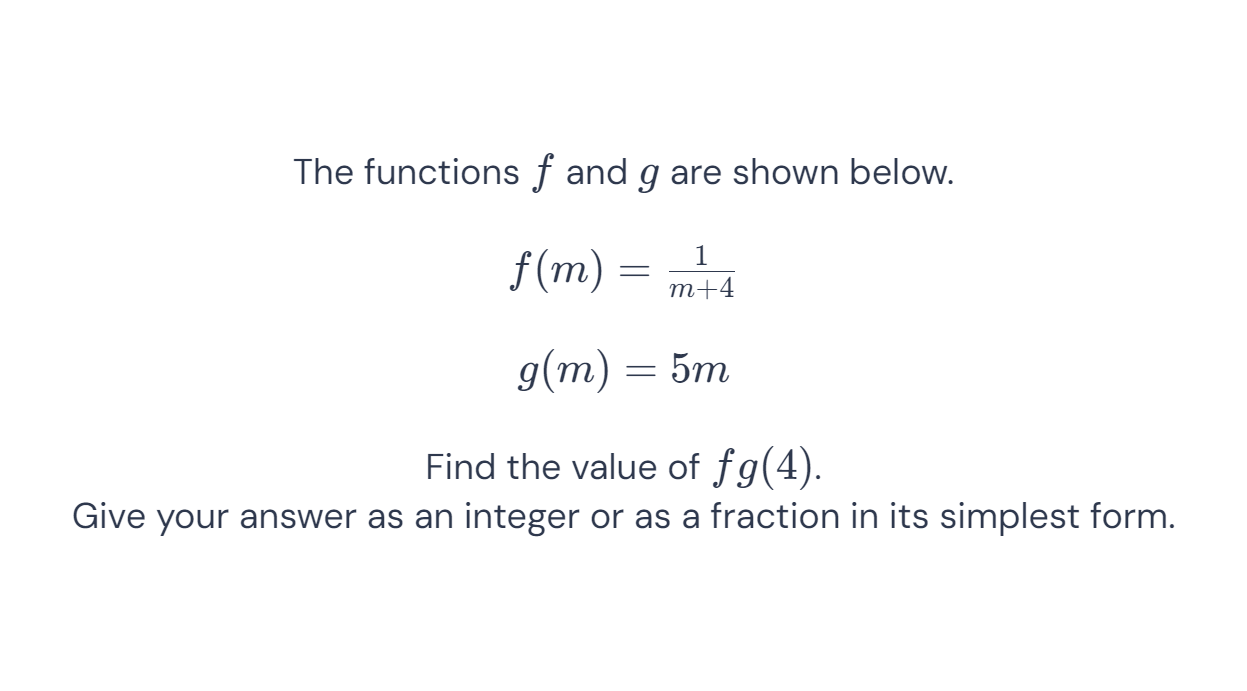 The functions f and g are shown below.
f(m) = 1/(m+4)
g(m) = 5m
Find the value of fg(4).
Give your answer as an integer or as a fraction in its simplest form.